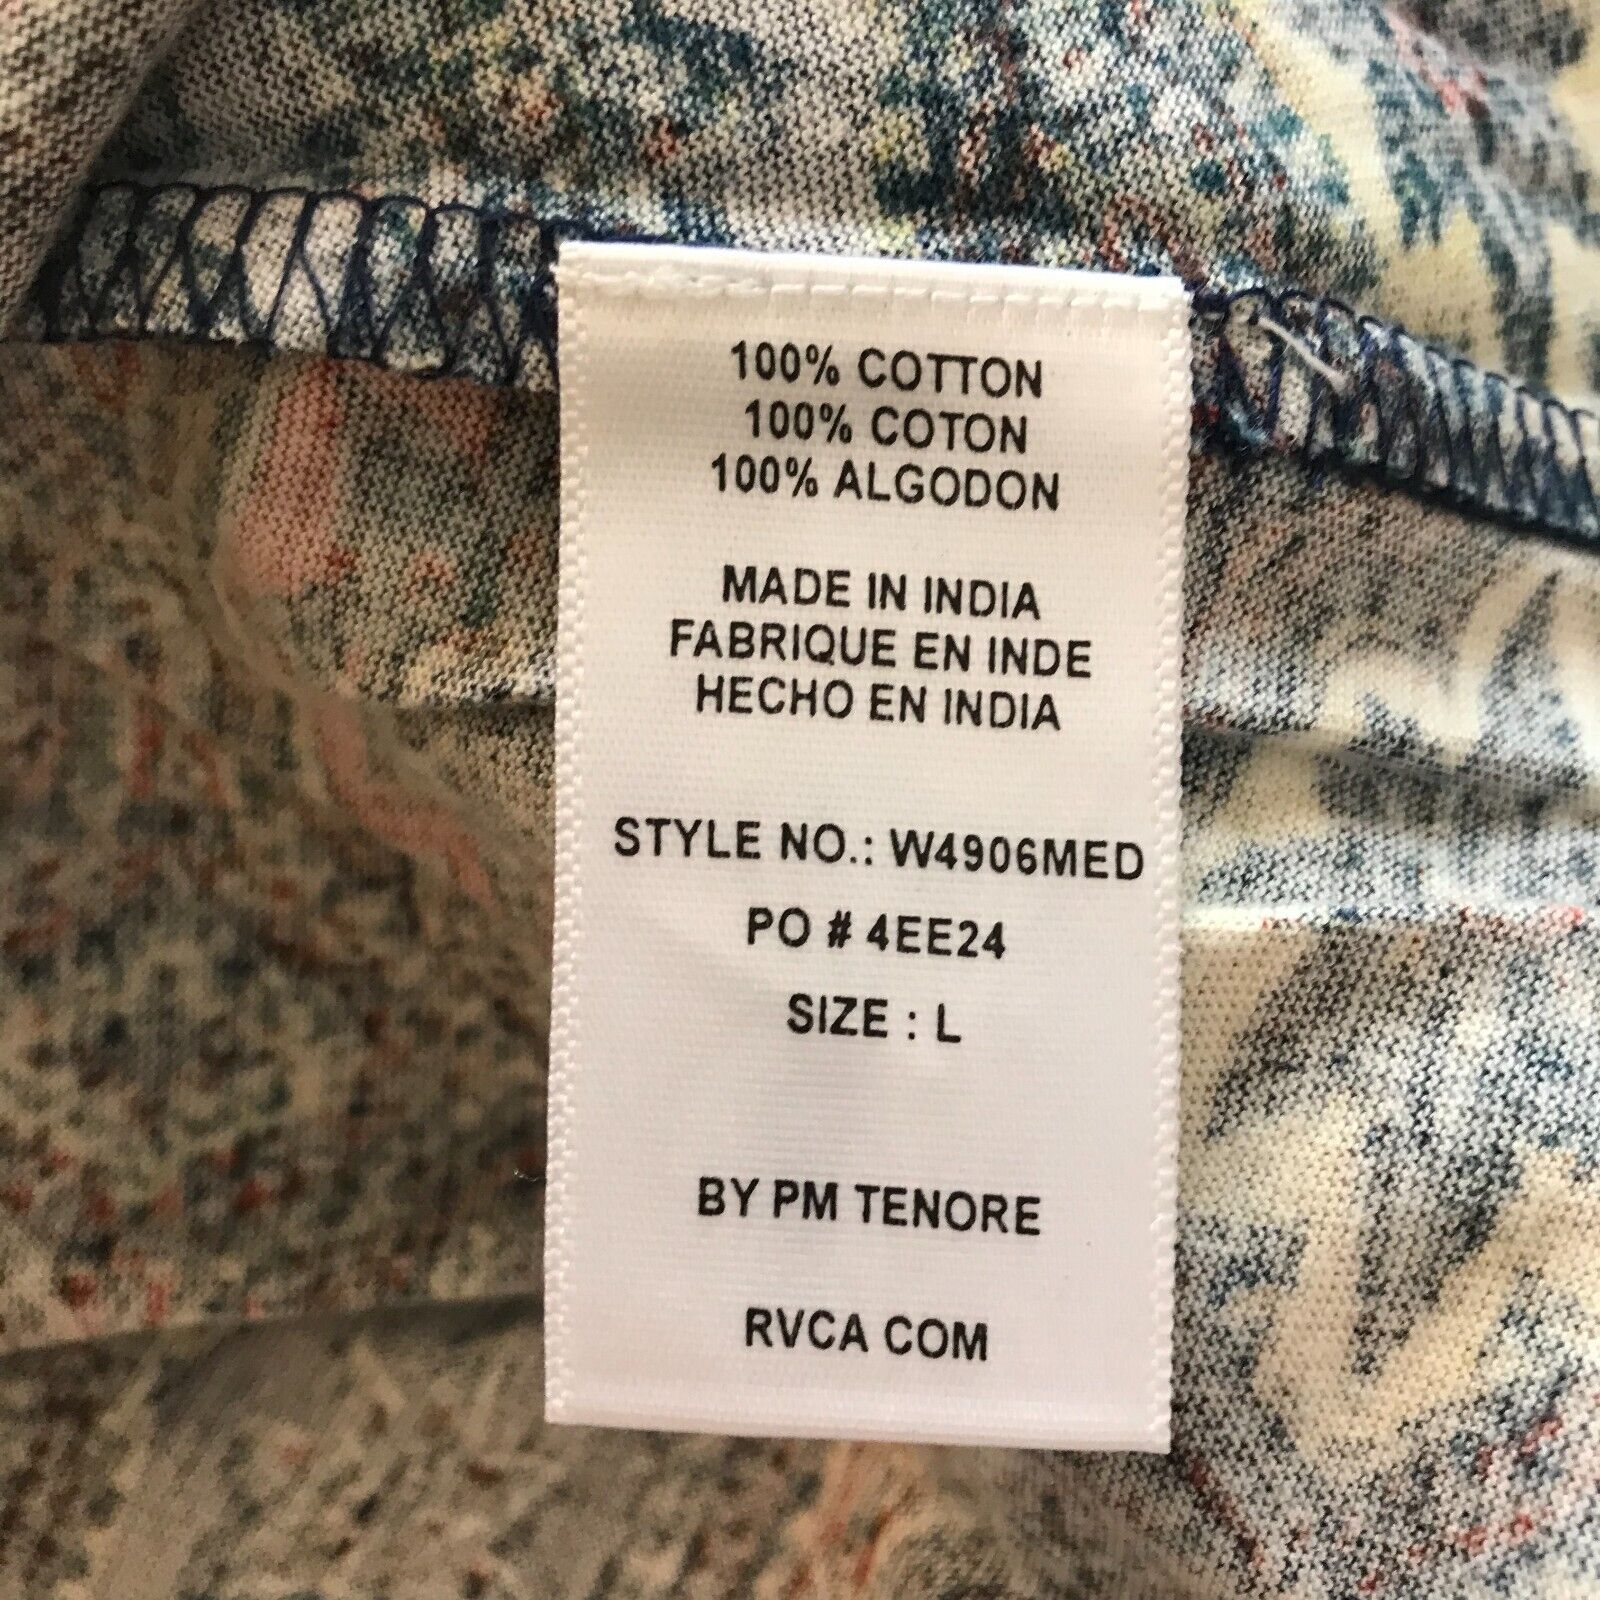 100% COTTON
100% COTON
100% ALGODON
MADE IN INDIA
FABRIQUE EN INDE
HECHO EN INDIA
STYLE NO.: W4906MED
PO # 4EE24
SIZE : L
BY PM TENORE
RVCA COM